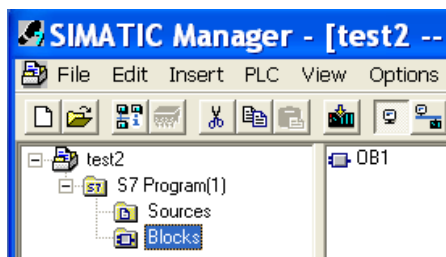 SIMATIC Manager - [test2 --
File Edit Insert PLC View Options
test2
OB1
S7 Program(1)
Sources
Blocks